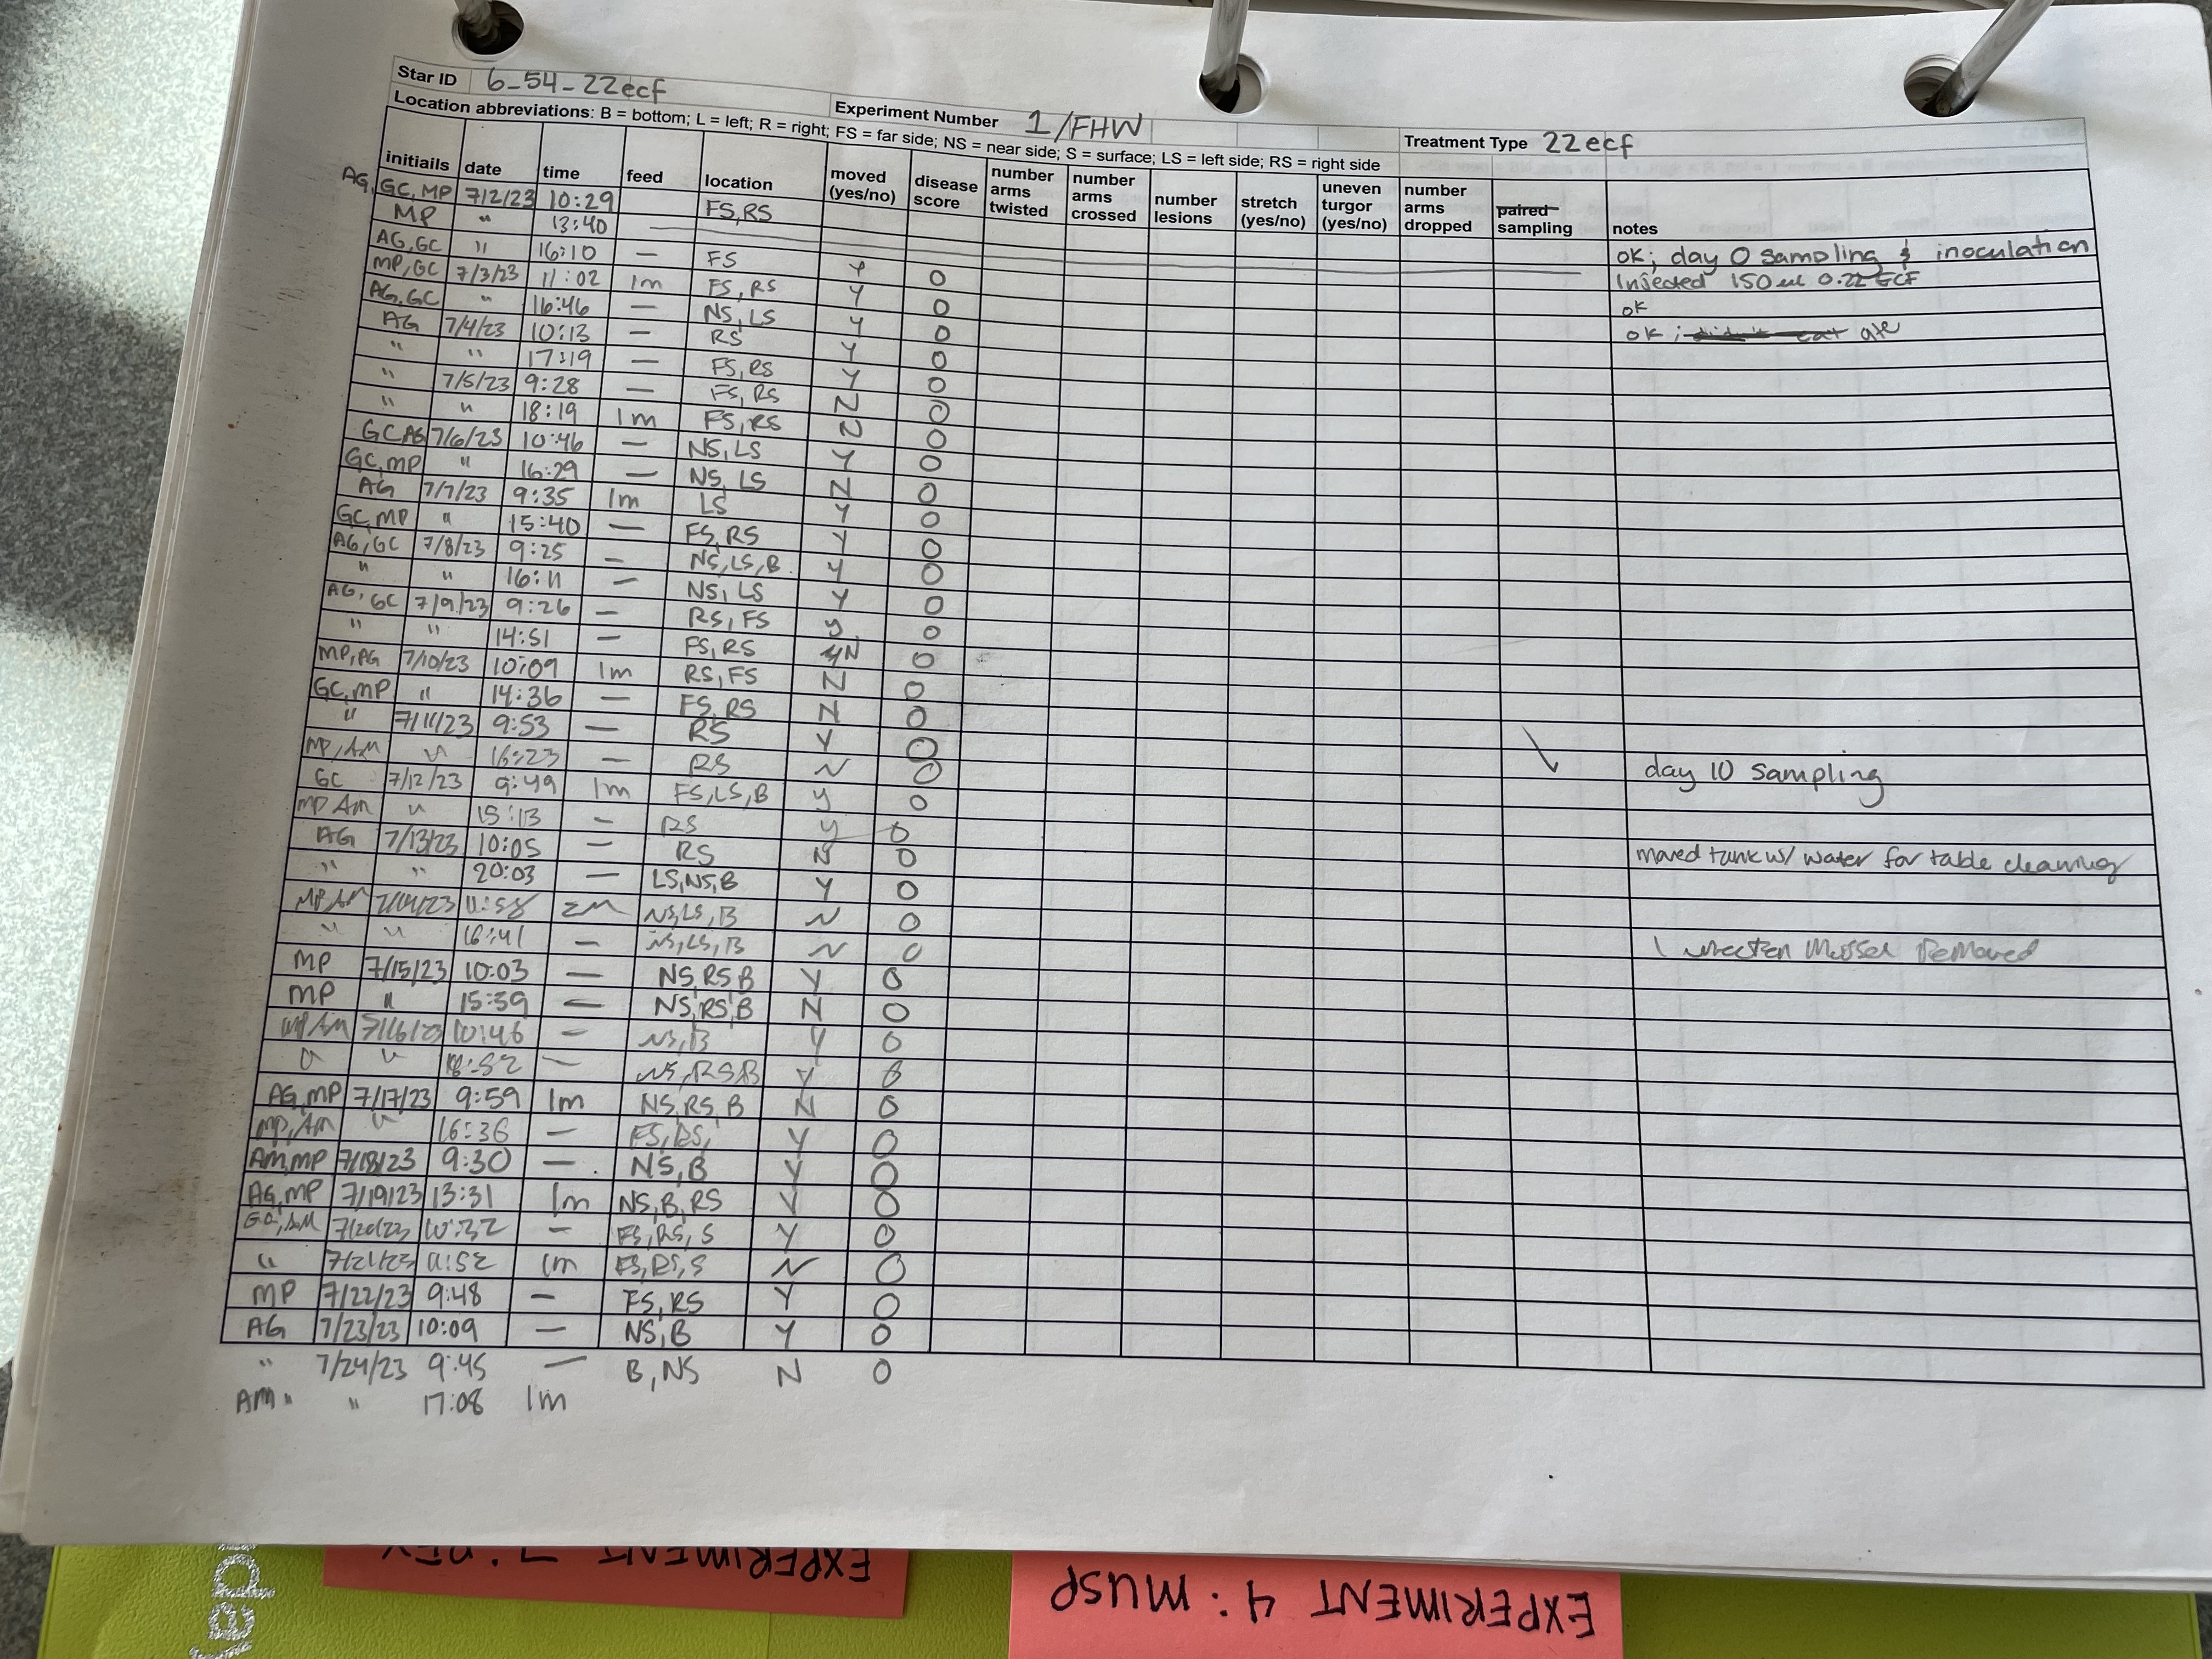 Star ID 6-54-22ecf Experiment Number 1/FHW Treatment Type 22ecf
Location abbreviations: B = bottom; L = left; R = right; FS = far side; NS = near side; S = surface; LS = left side; RS = right side
initiails date time feed location moved (yes/no) disease score number arms twisted number arms crossed number lesions stretch (yes/no) uneven turgor (yes/no) number arms dropped paired sampling notes
AG, GC, MP 7/2/23 10:29 FS, RS ok; day 0 sampling & inoculation
MP " 13:40 — Injected 150 ul 0.22 ECF
AG, GC " 16:10 — FS Y 0 ok
MP, GC 7/3/23 11:02 1m FS, RS Y 0 ok; ate
AG, GC " 16:46 — NS, LS Y 0
AG 7/4/23 10:13 — RS Y 0
" " 17:19 — FS, RS Y 0
" 7/5/23 9:28 — FS, RS N 0
" " 18:19 1m FS, RS N 0
GC AG 7/6/23 10:46 — NS, LS Y 0
GC, MP " 16:29 — NS, LS N 0
AG 7/7/23 9:35 1m LS Y 0
GC, MP " 15:40 — FS, RS Y 0
AG, GC 7/8/23 9:25 — NS, LS, B Y 0
" " 16:11 — NS, LS Y 0
AG, GC 7/9/23 9:26 — RS, FS Y 0
" " 14:51 — FS, RS N 0
MP, AG 7/10/23 10:09 1m RS, FS N 0
GC, MP " 14:36 — FS, RS N 0
" 7/11/23 9:53 — RS Y 0
MP, AM " 16:23 — RS N 0
GC 7/12/23 9:49 1m FS, LS, B Y 0 day 10 sampling
MP AM " 15:13 — RS Y 0
AG 7/13/23 10:05 — RS N 0
" " 20:03 — LS, NS, B Y 0 moved tank w/ water for table cleaning
MP, AM 7/14/23 11:58 2M NS, LS, B N 0
" " 16:41 — NS, LS, B N 0
MP 7/15/23 10:03 — NS, RS, B Y 0 1 Mussel Removed
MP " 15:59 — NS, RS, B N 0
MP, AM 7/16/23 10:46 — NS, B Y 0
" " — NS, RS, B Y 0
AG, MP 7/17/23 9:59 1m NS, RS, B N 0
MP, AM " 16:36 — FS, RS, Y 0
AM, MP 7/18/23 9:30 — NS, B Y 0
AG, MP 7/19/23 13:31 1m NS, B, RS Y 0
GC, AM 7/20/23 10:32 — FS, RS, S Y 0
" 7/21/23 11:52 1m FS, RS, S N 0
MP 7/22/23 9:48 — FS, RS Y 0
AG 7/23/23 10:09 — NS, B Y 0
" 7/24/23 9:45 — B, NS N 0
AM " " 17:08 1m
EXPERIMENT 4: MUSP